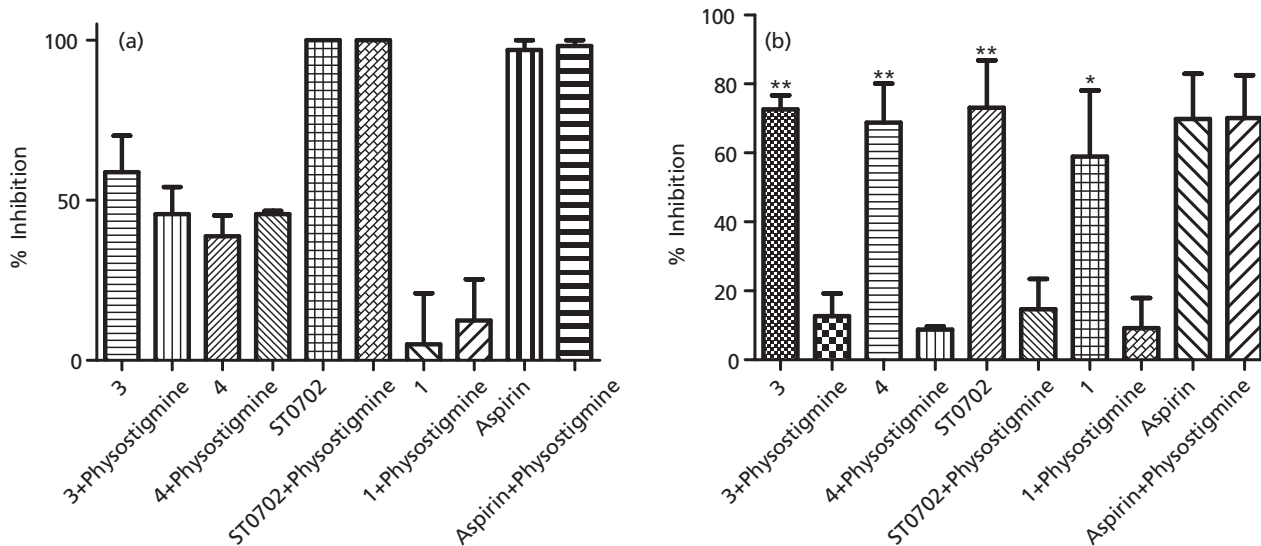 (a)
% Inhibition
100
50
0
3
3+Physostigmine
4
4+Physostigmine
ST0702
ST0702+Physostigmine
1
1+Physostigmine
Aspirin
Aspirin+Physostigmine
(b)
% Inhibition
100
80
60
40
20
0
**
**
**
*
3
3+Physostigmine
4
4+Physostigmine
ST0702
ST0702+Physostigmine
1
1+Physostigmine
Aspirin
Aspirin+Physostigmine